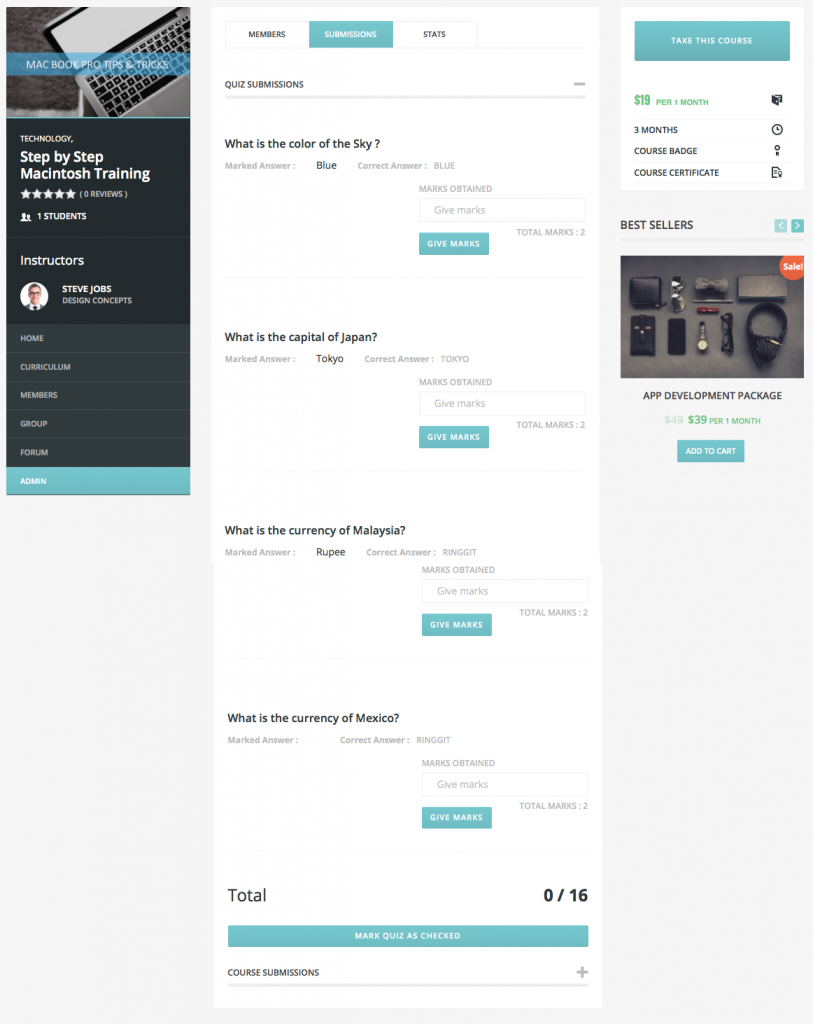 MAC BOOK PRO TIPS & TRICKS
TECHNOLOGY,
Step by Step
Macintosh Training
( 0 REVIEWS )
1 STUDENTS
Instructors
STEVE JOBS
DESIGN CONCEPTS
HOME
CURRICULUM
MEMBERS
GROUP
FORUM
ADMIN
MEMBERS SUBMISSIONS STATS
QUIZ SUBMISSIONS
What is the color of the Sky ?
Marked Answer : Blue Correct Answer : BLUE
MARKS OBTAINED
Give marks
TOTAL MARKS : 2
GIVE MARKS
What is the capital of Japan?
Marked Answer : Tokyo Correct Answer : TOKYO
MARKS OBTAINED
Give marks
TOTAL MARKS : 2
GIVE MARKS
What is the currency of Malaysia?
Marked Answer : Rupee Correct Answer : RINGGIT
MARKS OBTAINED
Give marks
TOTAL MARKS : 2
GIVE MARKS
What is the currency of Mexico?
Marked Answer : Correct Answer : RINGGIT
MARKS OBTAINED
Give marks
TOTAL MARKS : 2
GIVE MARKS
Total 0 / 16
MARK QUIZ AS CHECKED
COURSE SUBMISSIONS
TAKE THIS COURSE
$19 PER 1 MONTH
3 MONTHS
COURSE BADGE
COURSE CERTIFICATE
BEST SELLERS
Sale!
APP DEVELOPMENT PACKAGE
$49 $39 PER 1 MONTH
ADD TO CART